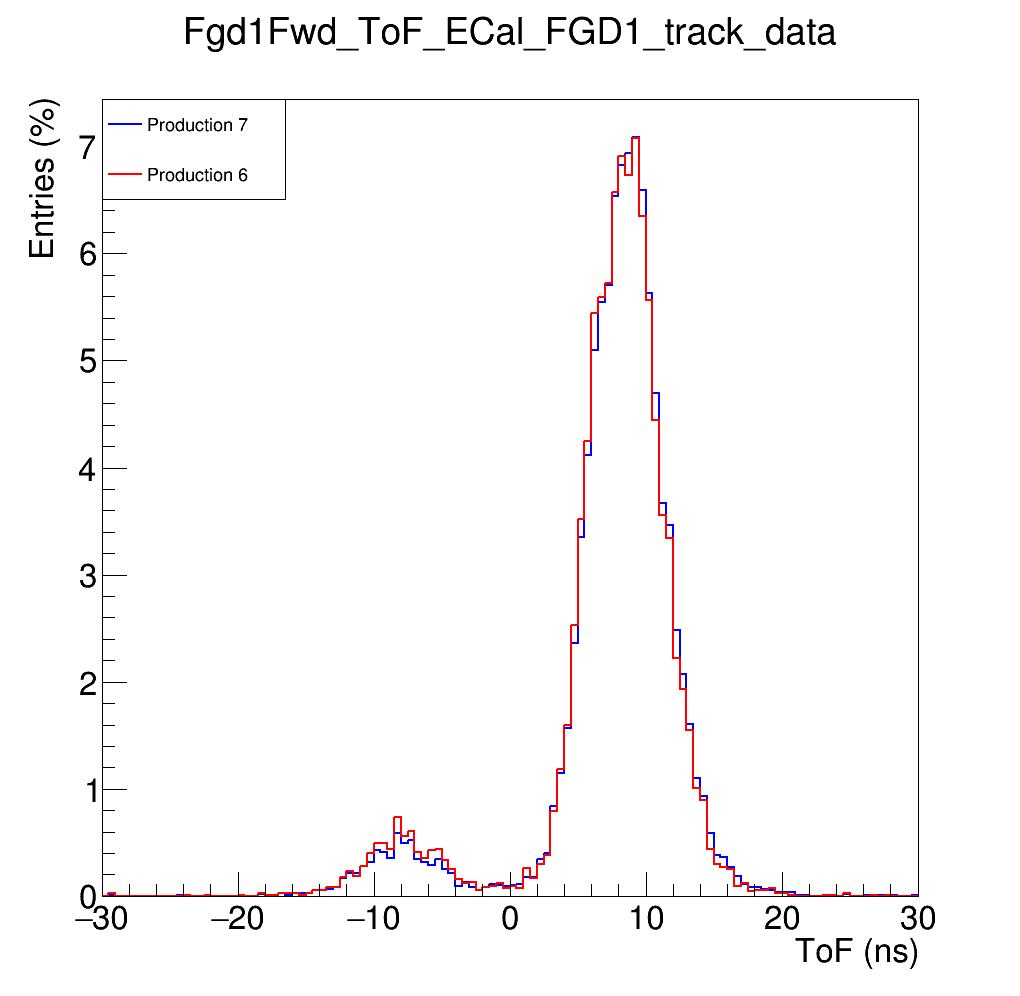 Fgd1Fwd_ToF_ECal_FGD1_track_data
Entries (%)
Production 7
Production 6
7
6
5
4
3
2
1
0
−30 −20 −10 0 10 20 30
ToF (ns)